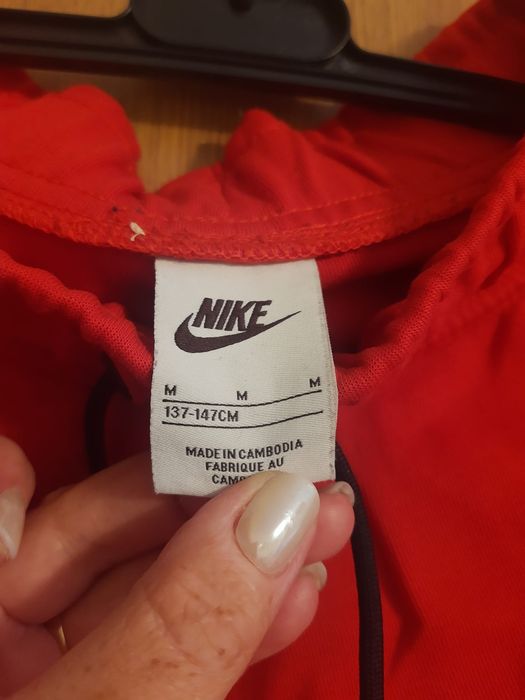 NIKE
M M M
137-147CM
MADE IN CAMBODIA
FABRIQUE AU